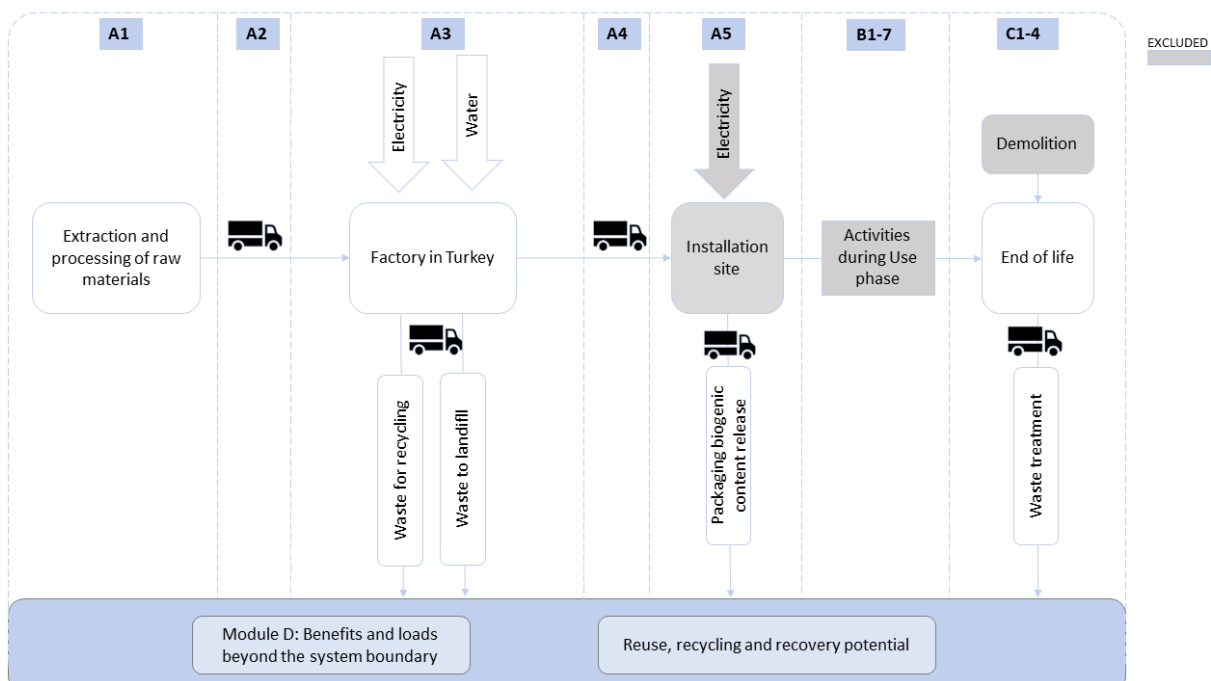 A1
A2
A3
A4
A5
B1-7
C1-4
EXCLUDED
Electricity
Water
Electricity
Demolition
Extraction and
processing of raw
materials
Factory in Turkey
Installation
site
Activities
during Use
phase
End of life
Waste for recycling
Waste to landifll
Packaging biogenic
content release
Waste treatment
Module D: Benefits and loads
beyond the system boundary
Reuse, recycling and recovery potential